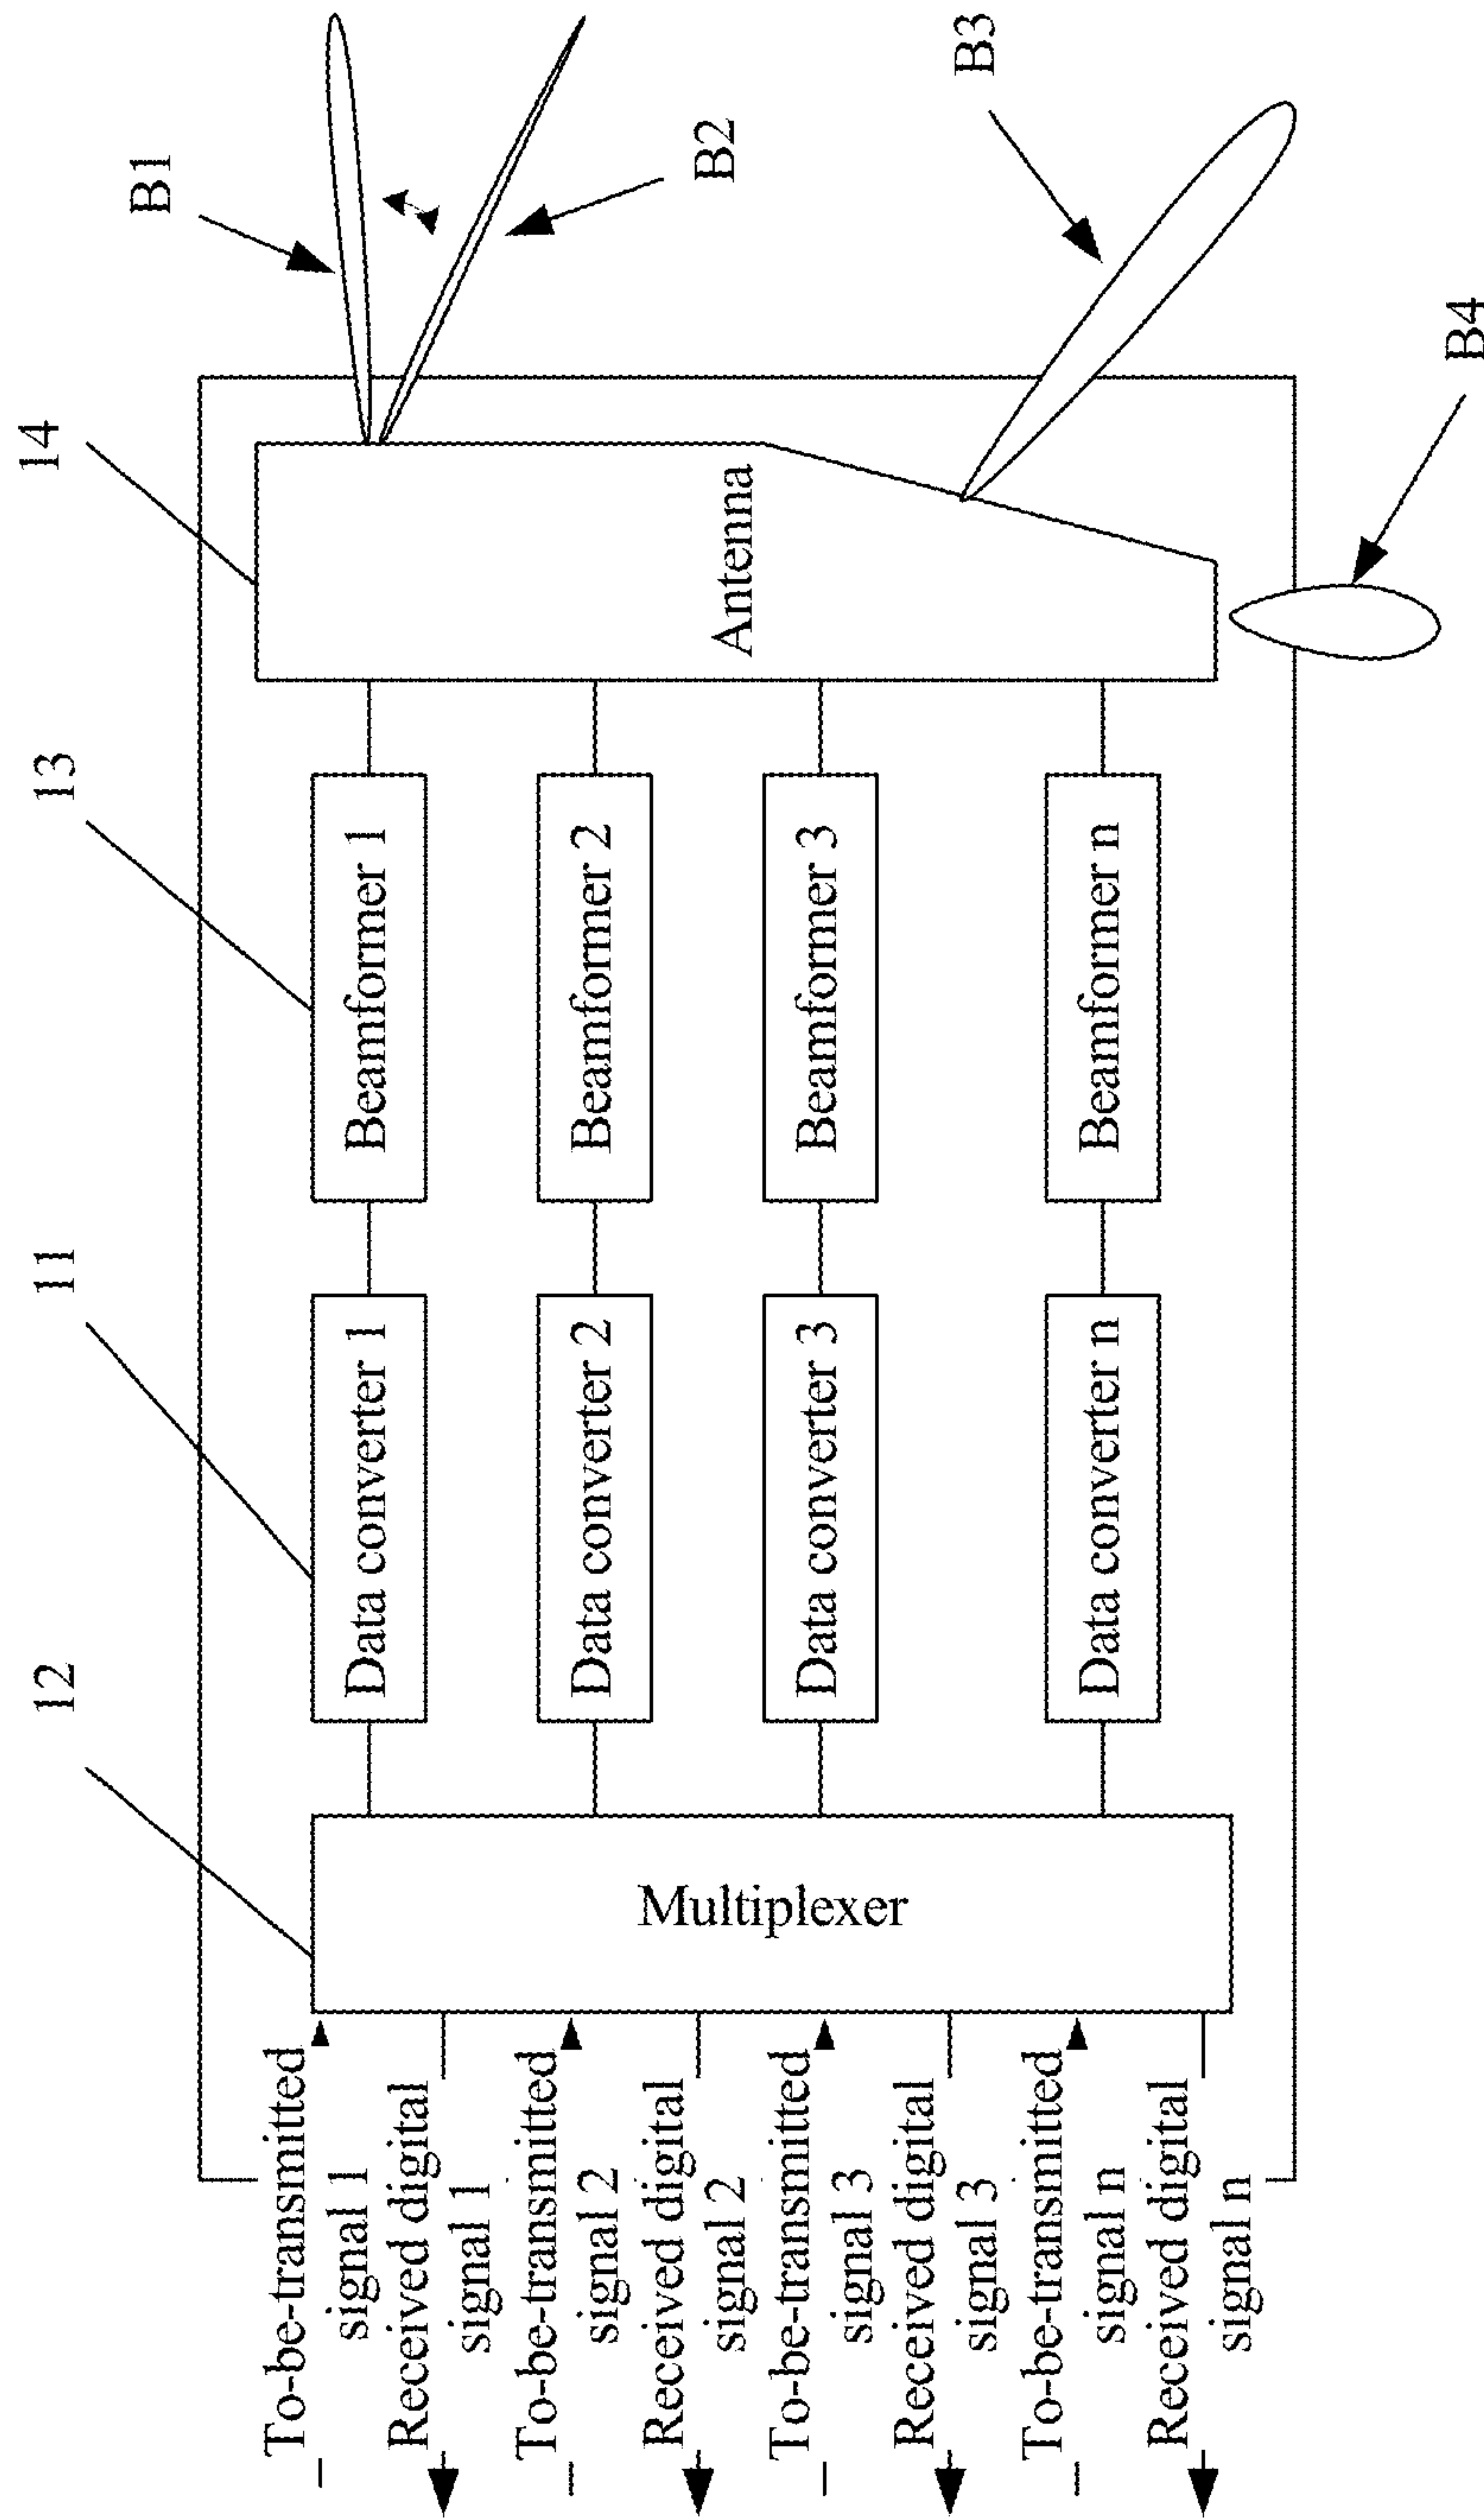 12
11
13
14
To-be-transmitted
signal 1
Received digital
signal 1
To-be-transmitted
signal 2
Received digital
signal 2
To-be-transmitted
signal 3
Received digital
signal 3
To-be-transmitted
signal n
Received digital
signal n
Multiplexer
Data converter 1
Data converter 2
Data converter 3
Data converter n
Beamformer 1
Beamformer 2
Beamformer 3
Beamformer n
Antenna
B1
B2
B3
B4